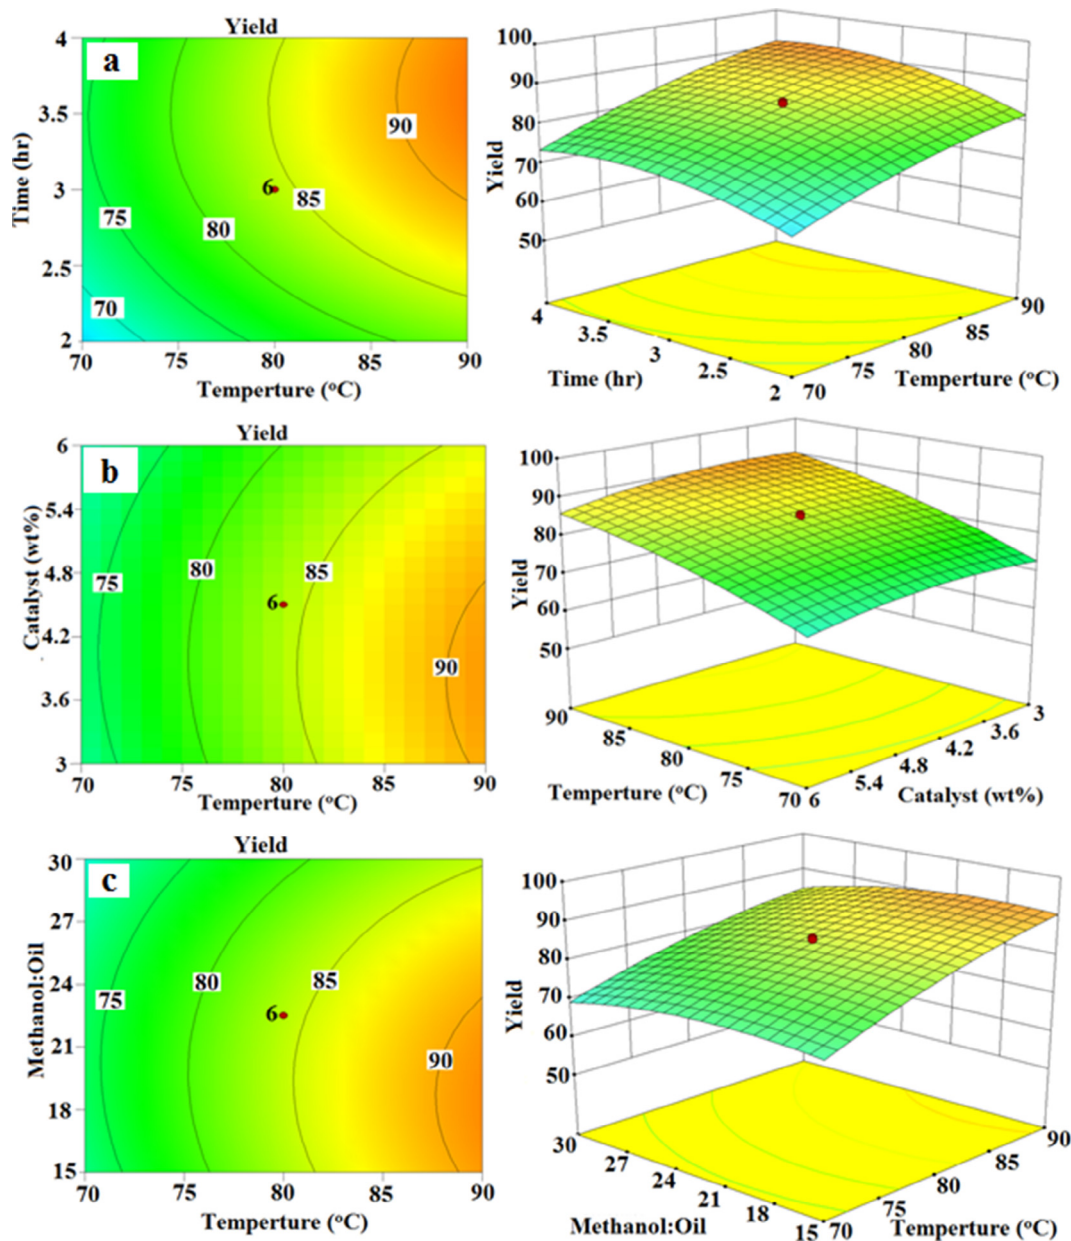 Yield
a
4
3.5
3
2.5
2
Time (hr)
90
85
80
75
70
6
70 75 80 85 90
Temperture (°C)
100
90
80
70
60
50
Yield
4 3.5 3 2.5 2
Time (hr)
70 75 80 85 90
Temperture (°C)
Yield
b
6
5.4
4.8
4.2
3.6
3
Catalyst (wt%)
75 80 85 90
6
70 75 80 85 90
Temperture (°C)
100
90
80
70
60
50
Yield
90 85 80 75 70
Temperture (°C)
6 5.4 4.8 4.2 3.6 3
Catalyst (wt%)
Yield
c
30
27
24
21
18
15
Methanol:Oil
75 80 85 90
6
70 75 80 85 90
Temperture (°C)
100
90
80
70
60
50
Yield
30 27 24 21 18 15
Methanol:Oil
70 75 80 85 90
Temperture (°C)